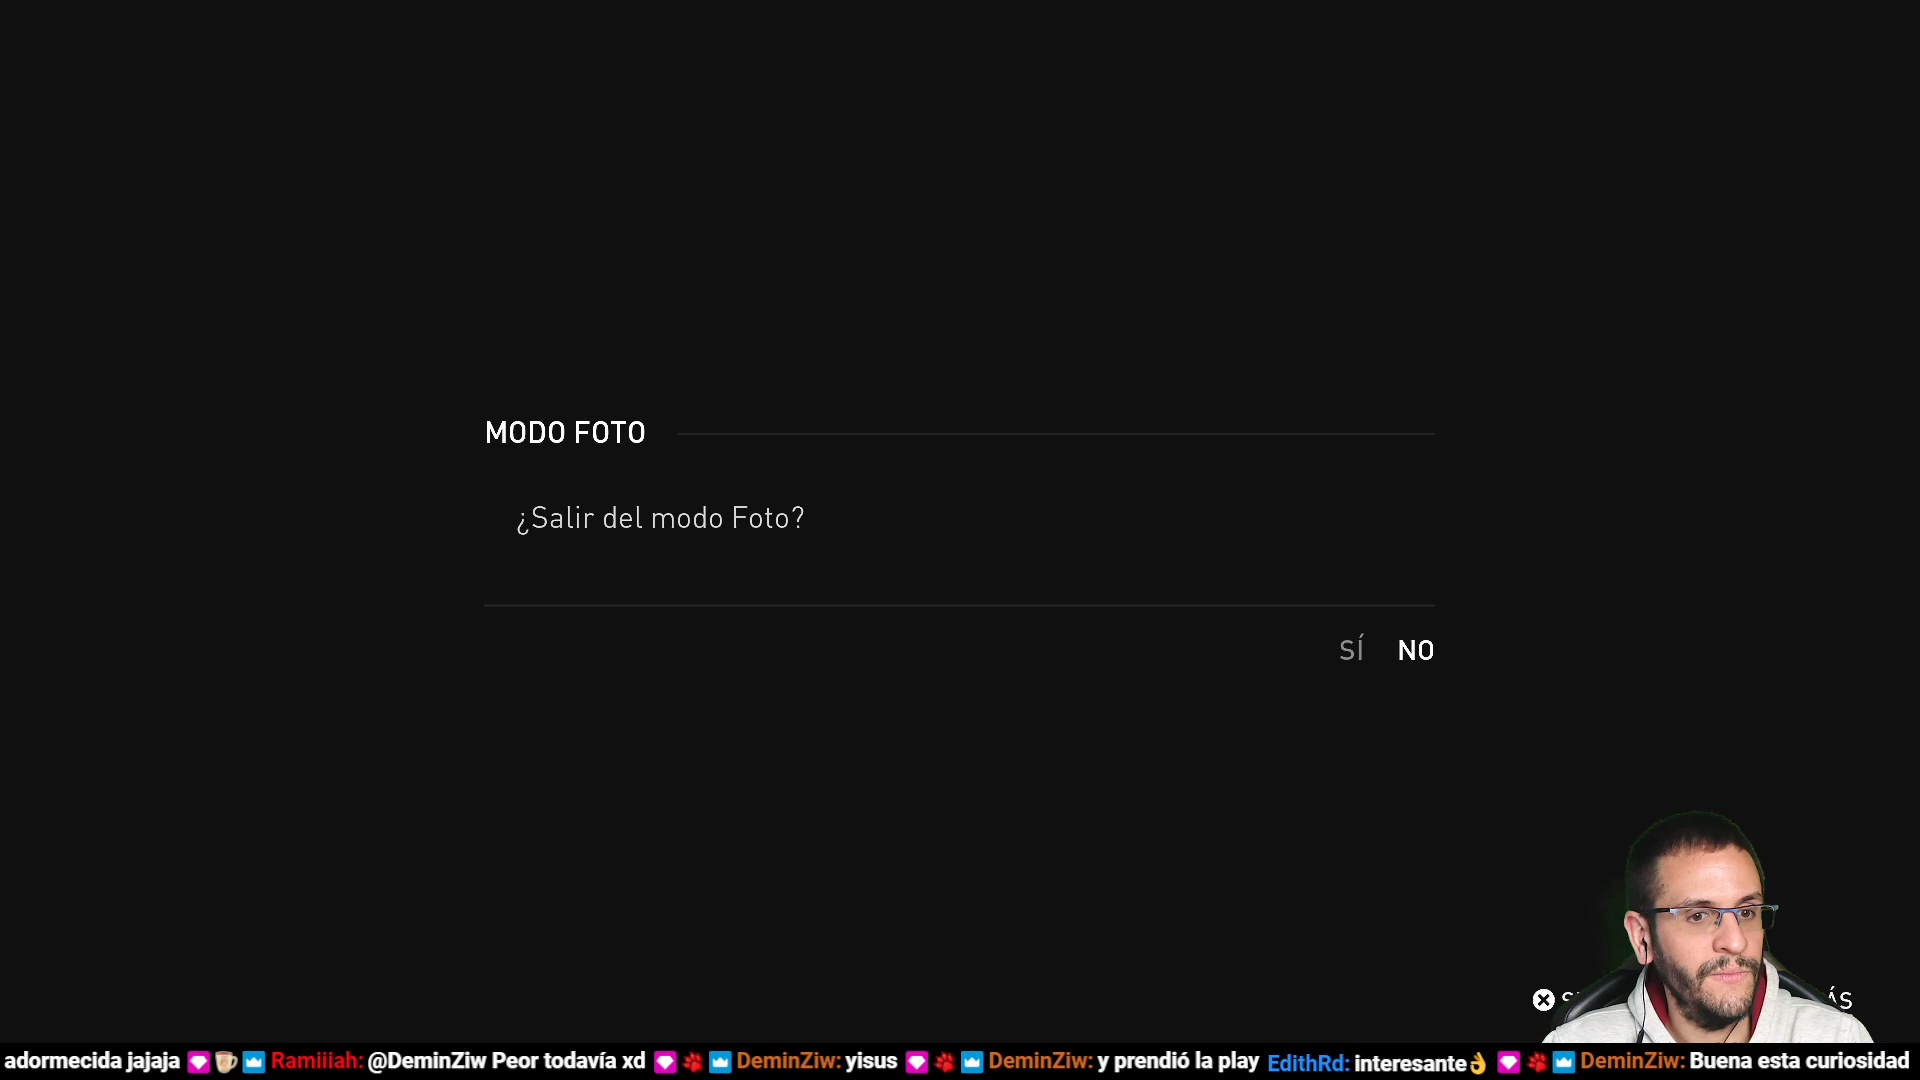 MODO FOTO
¿Salir del modo Foto?
SÍ NO
adormecida jajaja Ramiiiah: @DeminZiw Peor todavía xd DeminZiw: yisus DeminZiw: y prendió la play EdithRd: interesante👌 DeminZiw: Buena esta curiosidad